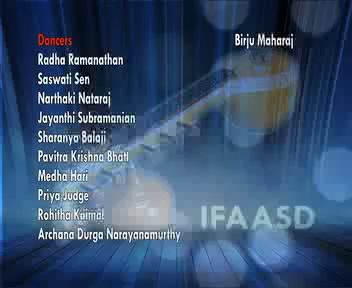 Dancers
Radha Ramanathan
Saswati Sen
Narthaki Nataraj
Jayanthi Subramanian
Sharanya Balaji
Pavitra Krishna Bhatt
Medha Hari
Priya Judge
Rohitha Kaimal
Archana Durga Narayanamurthy
Birju Maharaj
IFAASD